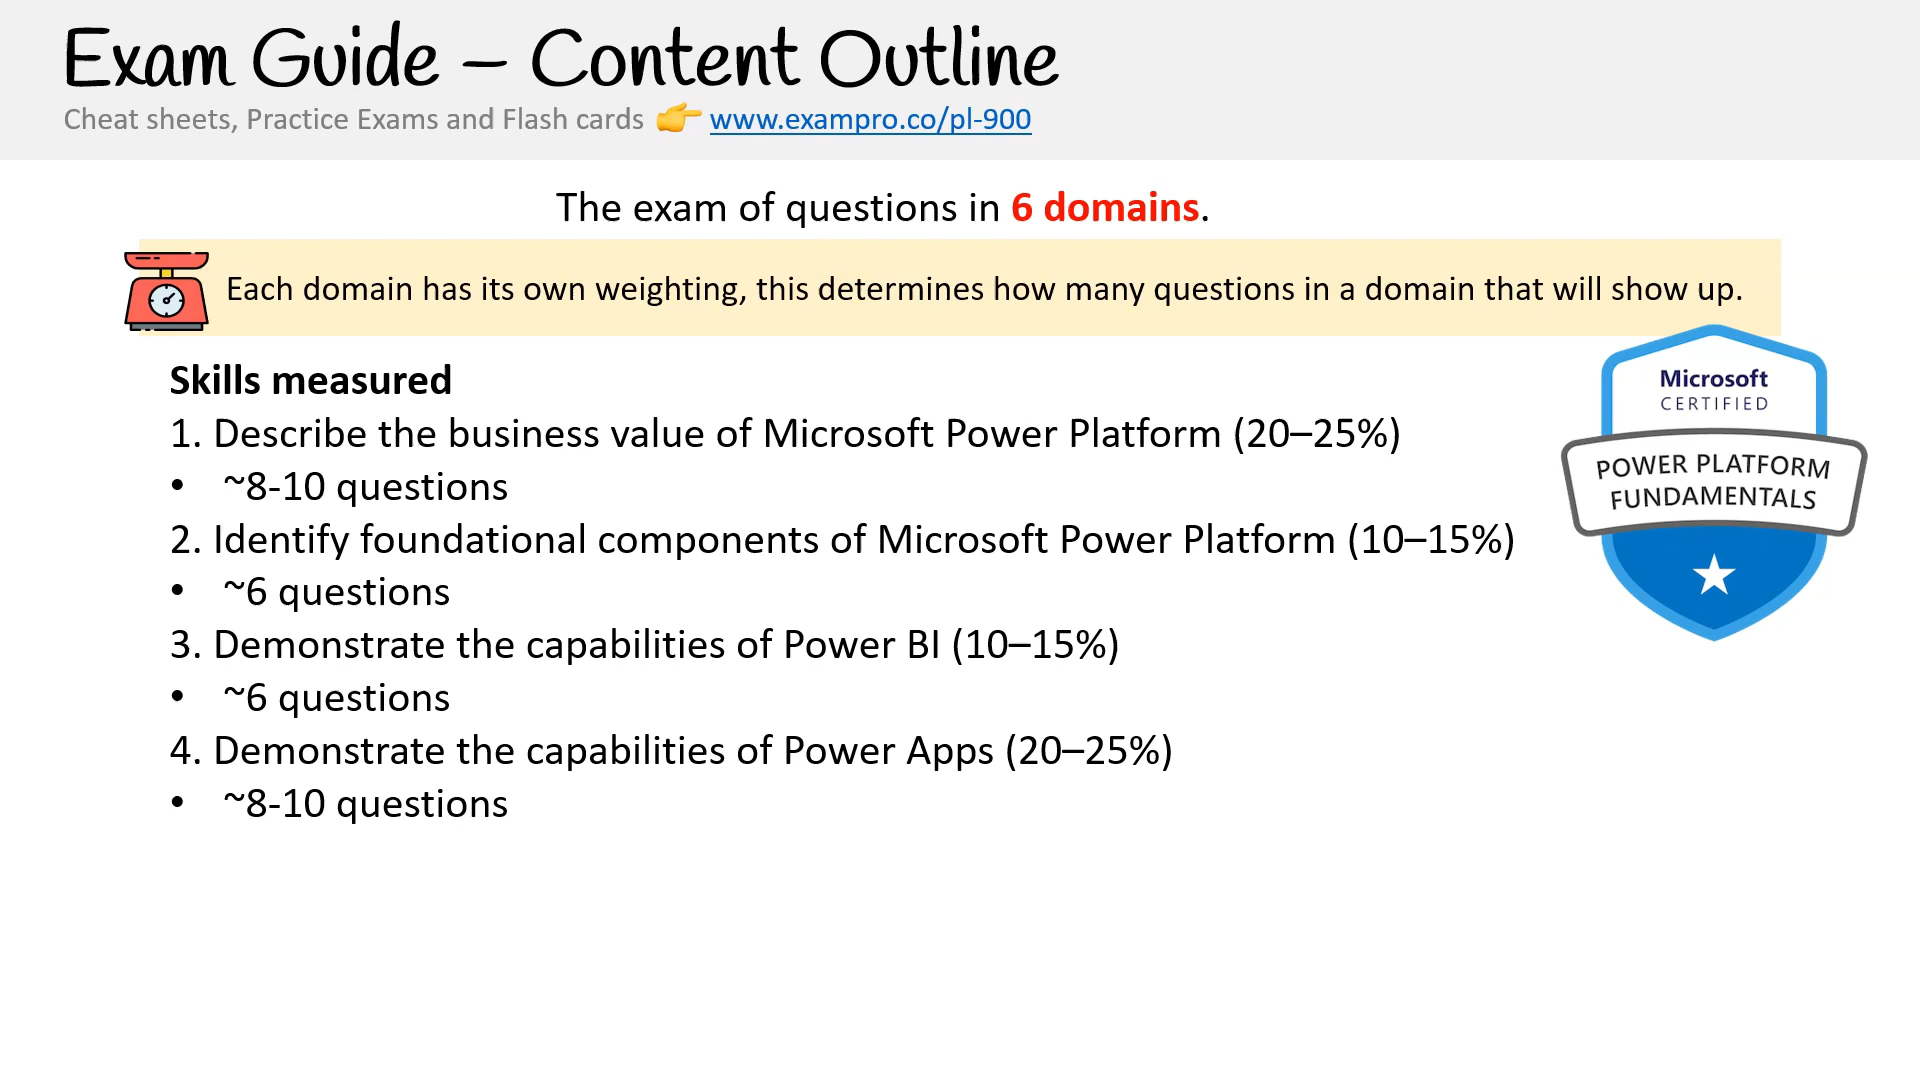 Exam Guide – Content Outline
Cheat sheets, Practice Exams and Flash cards 👉 www.exampro.co/pl-900
The exam of questions in 6 domains.
Each domain has its own weighting, this determines how many questions in a domain that will show up.
Skills measured
1. Describe the business value of Microsoft Power Platform (20–25%)
• ~8-10 questions
2. Identify foundational components of Microsoft Power Platform (10–15%)
• ~6 questions
3. Demonstrate the capabilities of Power BI (10–15%)
• ~6 questions
4. Demonstrate the capabilities of Power Apps (20–25%)
• ~8-10 questions
Microsoft
CERTIFIED
POWER PLATFORM
FUNDAMENTALS